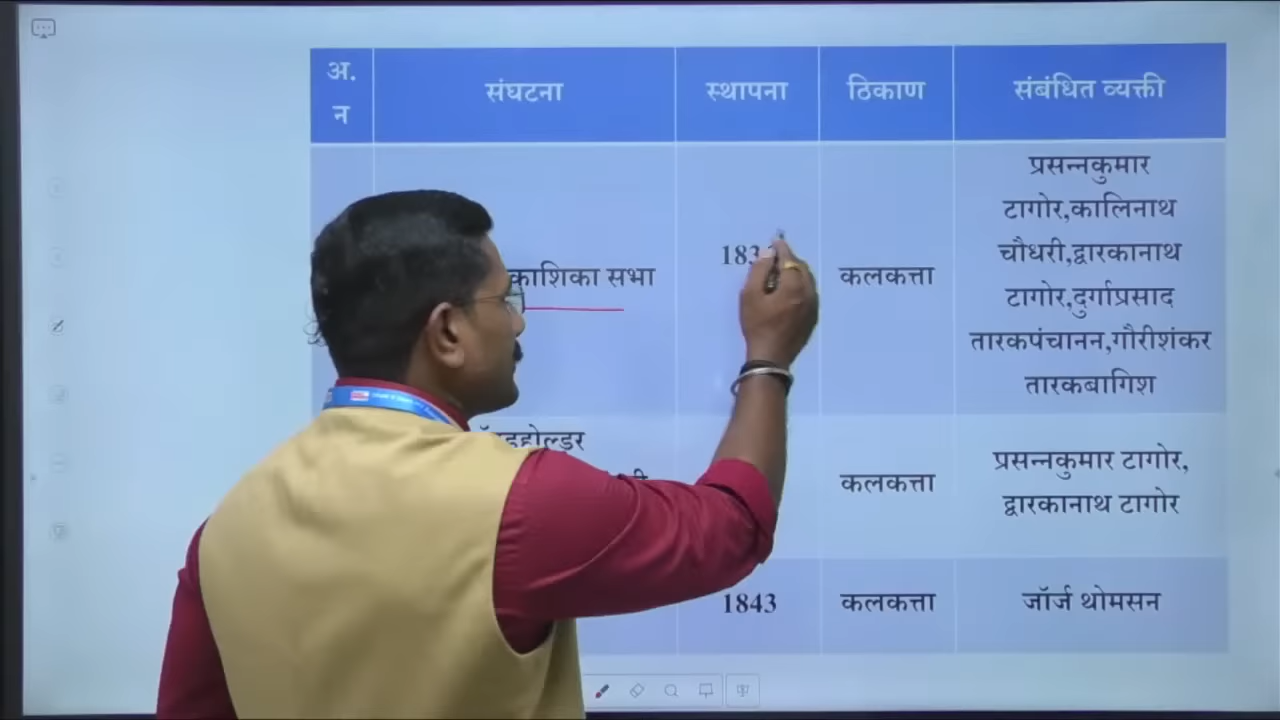 अ.
न
संघटना
स्थापना
ठिकाण
संबंधित व्यक्ती
काशिका सभा
कलकत्ता
प्रसन्नकुमार
टागोर,कालिनाथ
चौधरी,द्वारकानाथ
टागोर,दुर्गाप्रसाद
तारकपंचानन,गौरीशंकर
तारकबागिश
कलकत्ता
प्रसन्नकुमार टागोर,
द्वारकानाथ टागोर
1843
कलकत्ता
जॉर्ज थोमसन